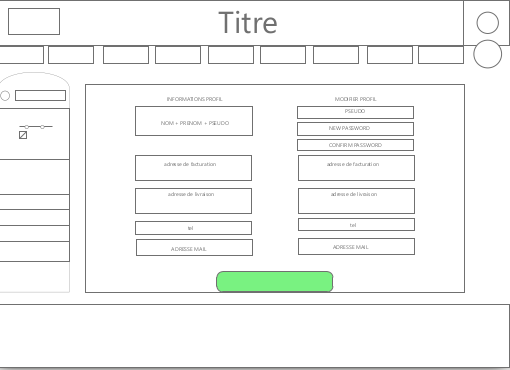 Titre
INFORMATIONS PROFIL
MODIFIER PROFIL
NOM + PRENOM + PSEUDO
PSEUDO
NEW PASSWORD
CONFIRM PASSWORD
adresse de facturation
adresse de facturation
adresse de livraison
adresse de livraison
tel
tel
ADRESSE MAIL
ADRESSE MAIL